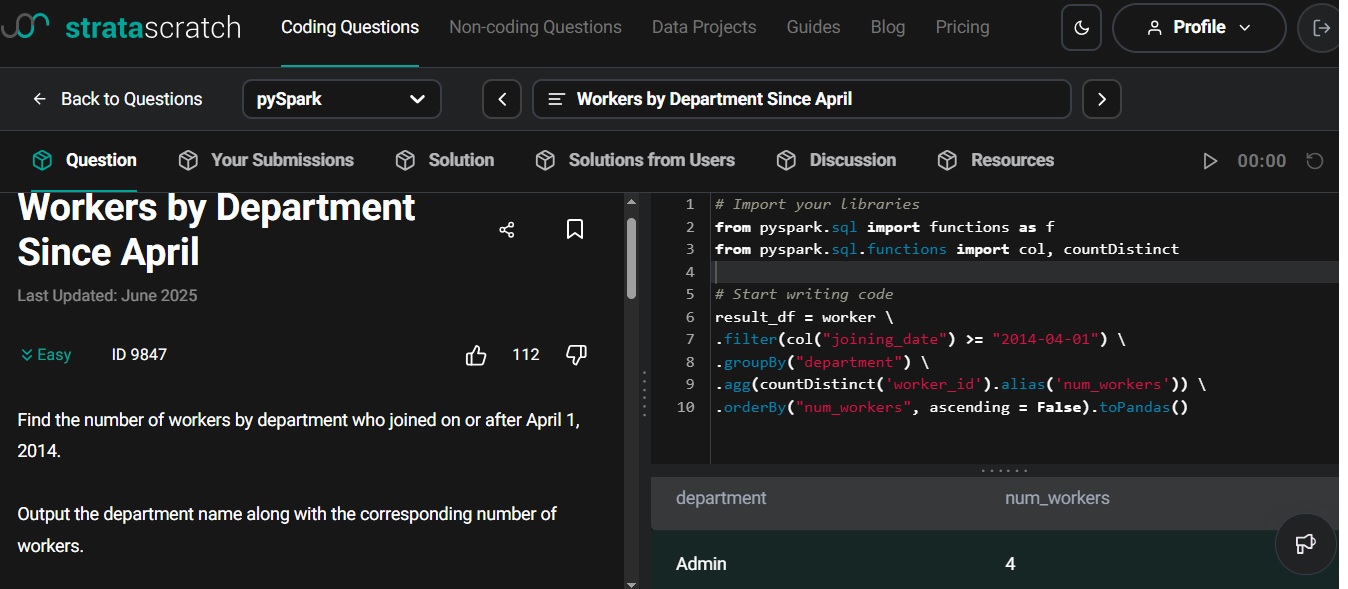 stratascratch
Coding Questions
Non-coding Questions
Data Projects
Guides
Blog
Pricing
Profile
Back to Questions
pySpark
Workers by Department Since April
Question
Your Submissions
Solution
Solutions from Users
Discussion
Resources
00:00
Workers by Department
Since April
Last Updated: June 2025
Easy
ID 9847
112
Find the number of workers by department who joined on or after April 1,
2014.
Output the department name along with the corresponding number of
workers.
1 # Import your libraries
2 from pyspark.sql import functions as f
3 from pyspark.sql.functions import col, countDistinct
4
5 # Start writing code
6 result_df = worker \
7 .filter(col("joining_date") >= "2014-04-01") \
8 .groupBy("department") \
9 .agg(countDistinct('worker_id').alias('num_workers')) \
10 .orderBy("num_workers", ascending = False).toPandas()
department num_workers
Admin 4